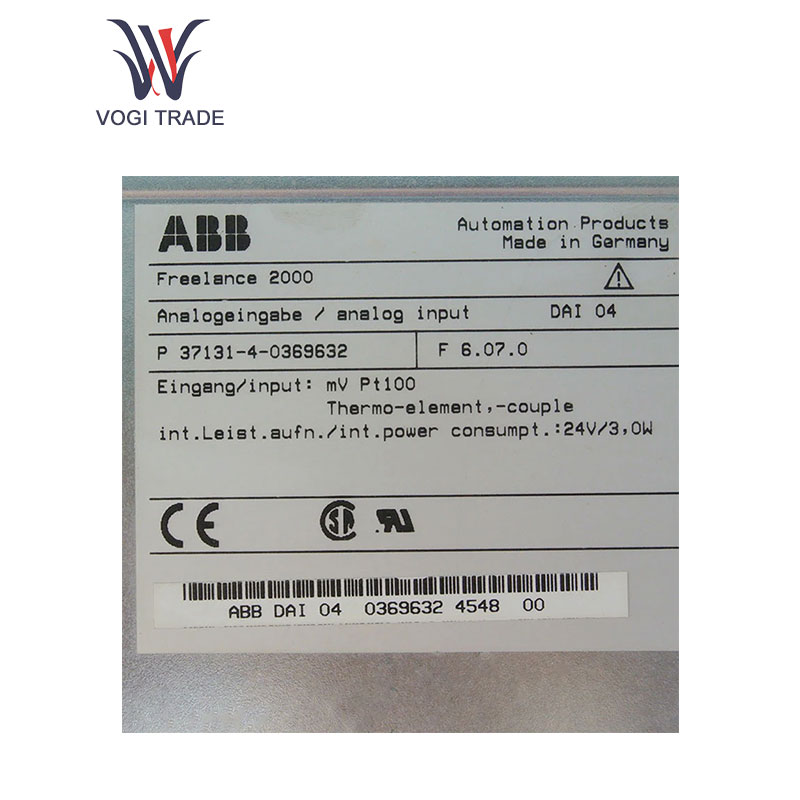 VOGI TRADE
ABB
Automation Products
Made in Germany
Freelance 2000
Analogeingabe / analog input DAI 04
P 37131-4-0369632 F 6.07.0
Eingang/input: mV Pt100
Thermo-element,-couple
int.Leist.aufn./int.power consumpt.:24V/3,0W
CE
ABB DAI 04 0369632 4548 00